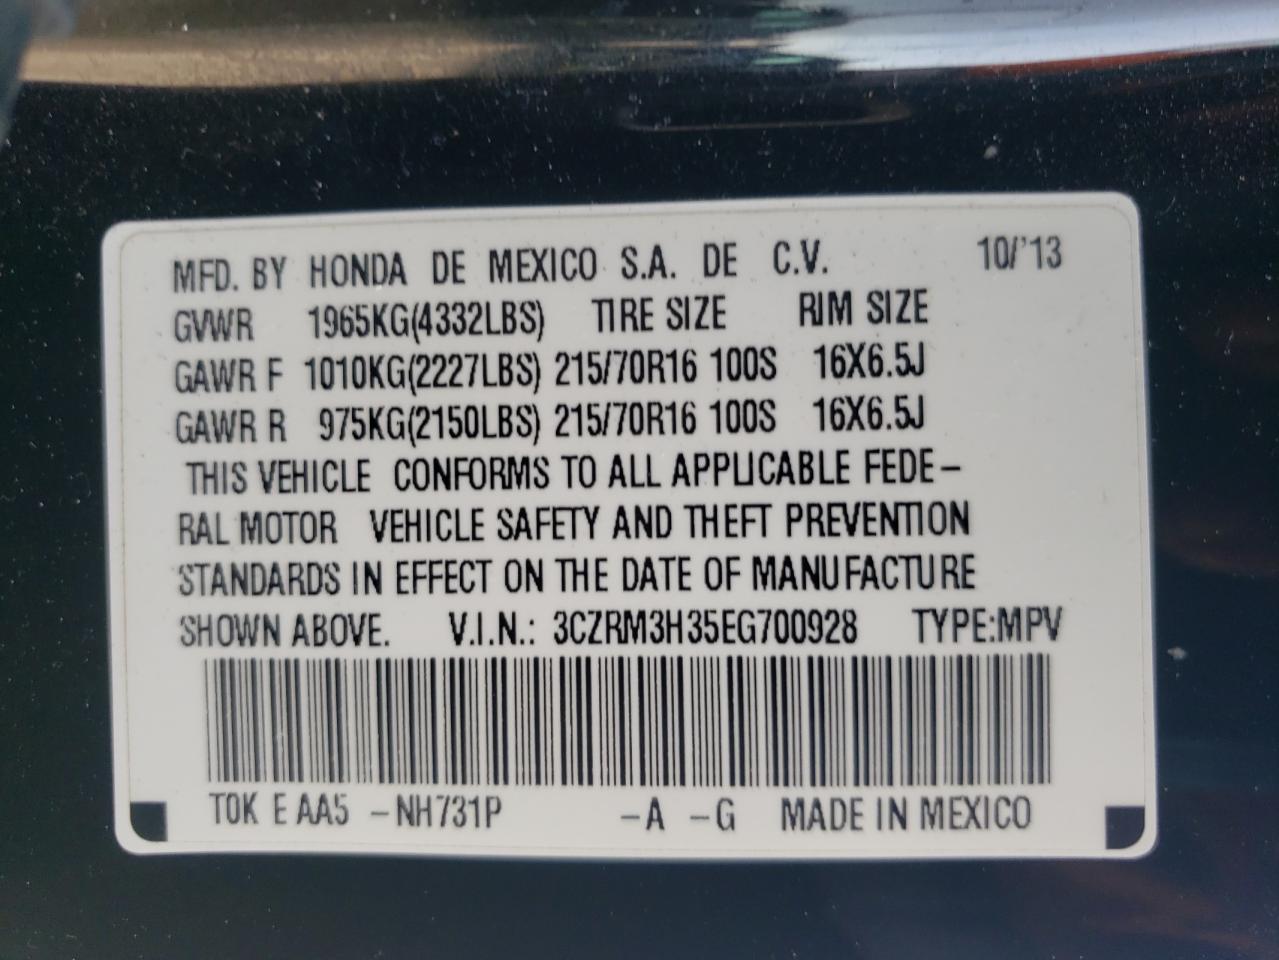 MFD. BY HONDA DE MEXICO S.A. DE C.V. 10/'13
GVWR 1965KG(4332LBS) TIRE SIZE RIM SIZE
GAWR F 1010KG(2227LBS) 215/70R16 100S 16X6.5J
GAWR R 975KG(2150LBS) 215/70R16 100S 16X6.5J
THIS VEHICLE CONFORMS TO ALL APPLICABLE FEDE-
RAL MOTOR VEHICLE SAFETY AND THEFT PREVENTION
STANDARDS IN EFFECT ON THE DATE OF MANUFACTURE
SHOWN ABOVE. V.I.N.: 3CZRM3H35EG700928 TYPE:MPV
T0K E AA5 -NH731P -A -G MADE IN MEXICO